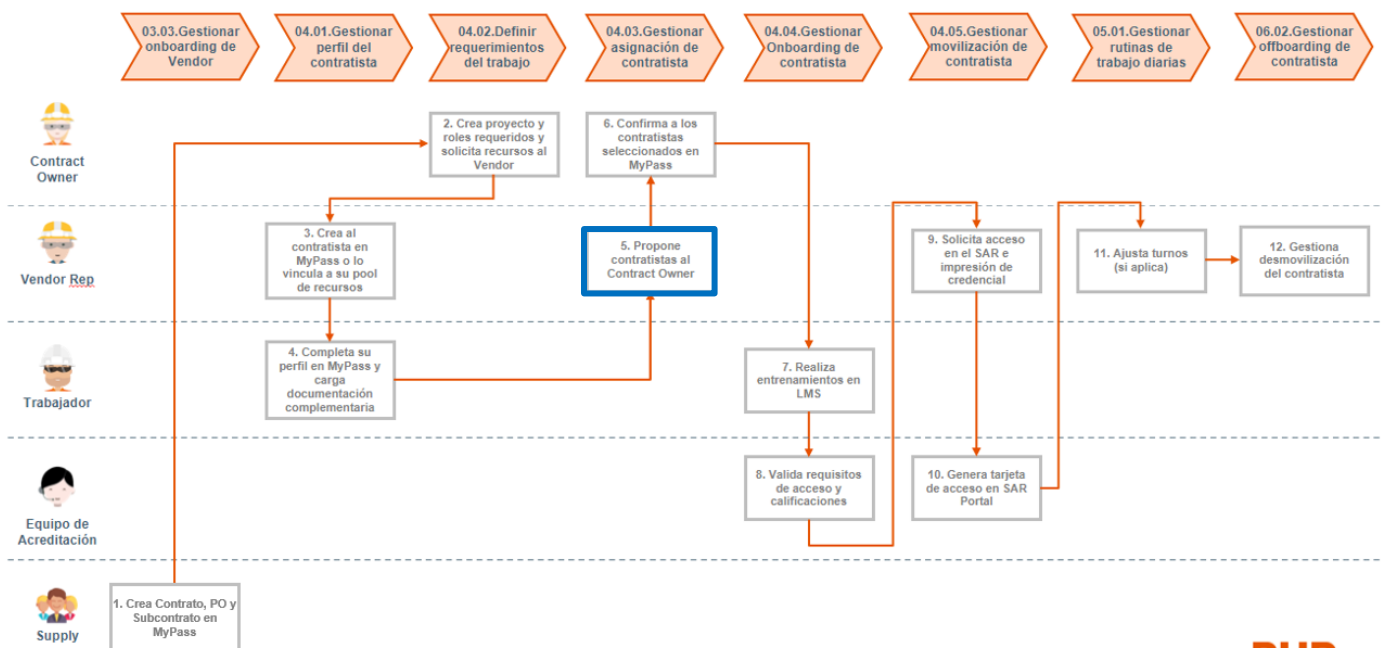 03.03.Gestionar
onboarding de
Vendor
04.01.Gestionar
perfil del
contratista
04.02.Definir
requerimientos
del trabajo
04.03.Gestionar
asignación de
contratista
04.04.Gestionar
Onboarding de
contratista
04.05.Gestionar
movilización de
contratista
05.01.Gestionar
rutinas de
trabajo diarias
06.02.Gestionar
offboarding de
contratista
Contract
Owner
2. Crea proyecto y
roles requeridos y
solicita recursos al
Vendor
6. Confirma a los
contratistas
seleccionados en
MyPass
Vendor Rep
3. Crea al
contratista en
MyPass o lo
vincula a su pool
de recursos
5. Propone
contratistas al
Contract Owner
9. Solicita acceso
en el SAR e
impresión de
credencial
11. Ajusta turnos
(si aplica)
12. Gestiona
desmovilización
del contratista
Trabajador
4. Completa su
perfil en MyPass y
carga
documentación
complementaria
7. Realiza
entrenamientos en
LMS
Equipo de
Acreditación
8. Valida requisitos
de acceso y
calificaciones
10. Genera tarjeta
de acceso en SAR
Portal
Supply
1. Crea Contrato, PO y
Subcontrato en
MyPass